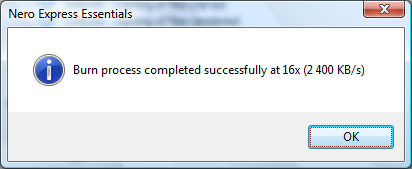 Nero Express Essentials
Burn process completed successfully at 16x (2 400 KB/s)
OK